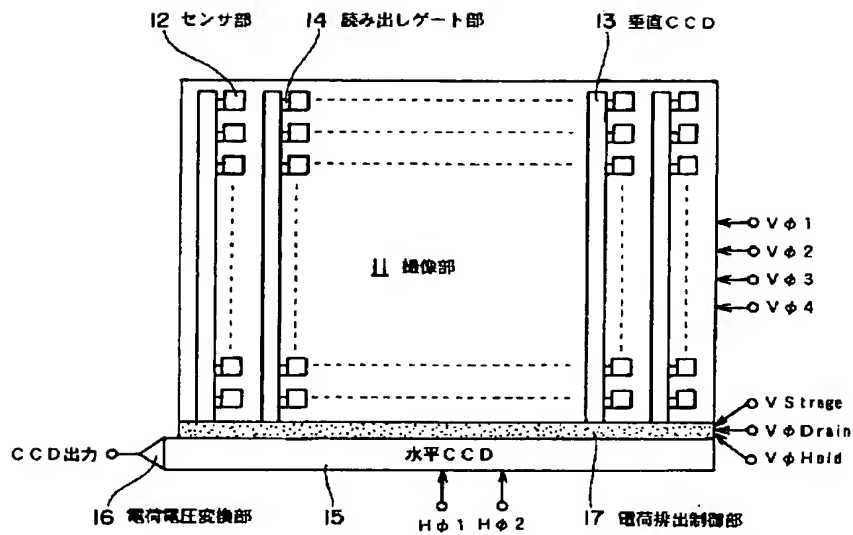 12 センサ部
14 読み出しゲート部
13 垂直CCD
11 撮像部
Vφ1
Vφ2
Vφ3
Vφ4
V Strage
VφDrain
VφHold
CCD出力
水平CCD
16 電荷電圧変換部
15
Hφ1 Hφ2
17 電荷排出制御部